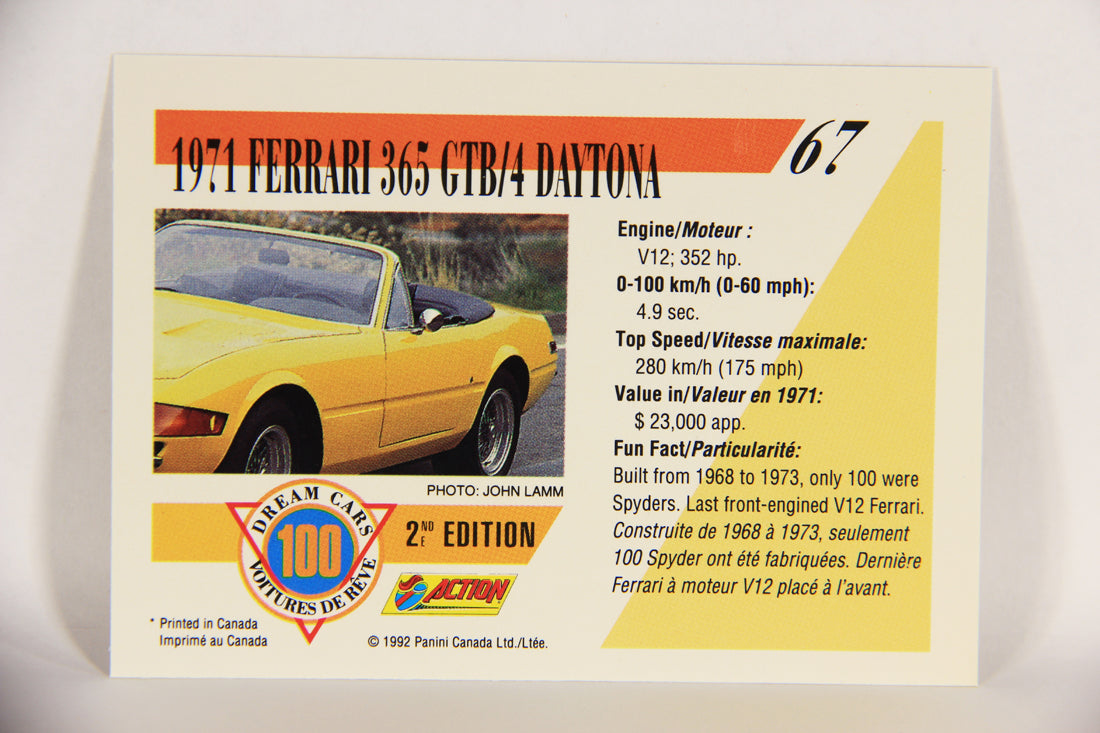 1971 FERRARI 365 GTB/4 DAYTONA
67
Engine/Moteur :
V12; 352 hp.
0-100 km/h (0-60 mph):
4.9 sec.
Top Speed/Vitesse maximale:
280 km/h (175 mph)
Value in/Valeur en 1971:
$ 23,000 app.
Fun Fact/Particularité:
Built from 1968 to 1973, only 100 were
Spyders. Last front-engined V12 Ferrari.
Construite de 1968 à 1973, seulement
100 Spyder ont été fabriquées. Dernière
Ferrari à moteur V12 placé à l'avant.
PHOTO: JOHN LAMM
DREAM CARS
100
VOITURES DE RÊVE
2ND E EDITION
ACTION
* Printed in Canada
Imprimé au Canada
© 1992 Panini Canada Ltd./Ltée.